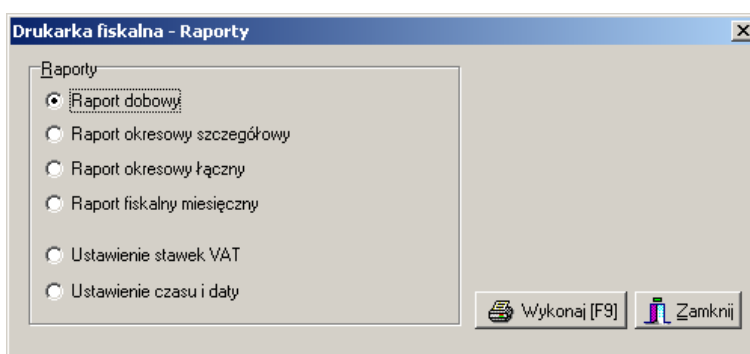 Drukarka fiskalna - Raporty
Raporty
Raport dobowy
Raport okresowy szczegółowy
Raport okresowy łączny
Raport fiskalny miesięczny
Ustawienie stawek VAT
Ustawienie czasu i daty
Wykonaj [F9] Zamknij